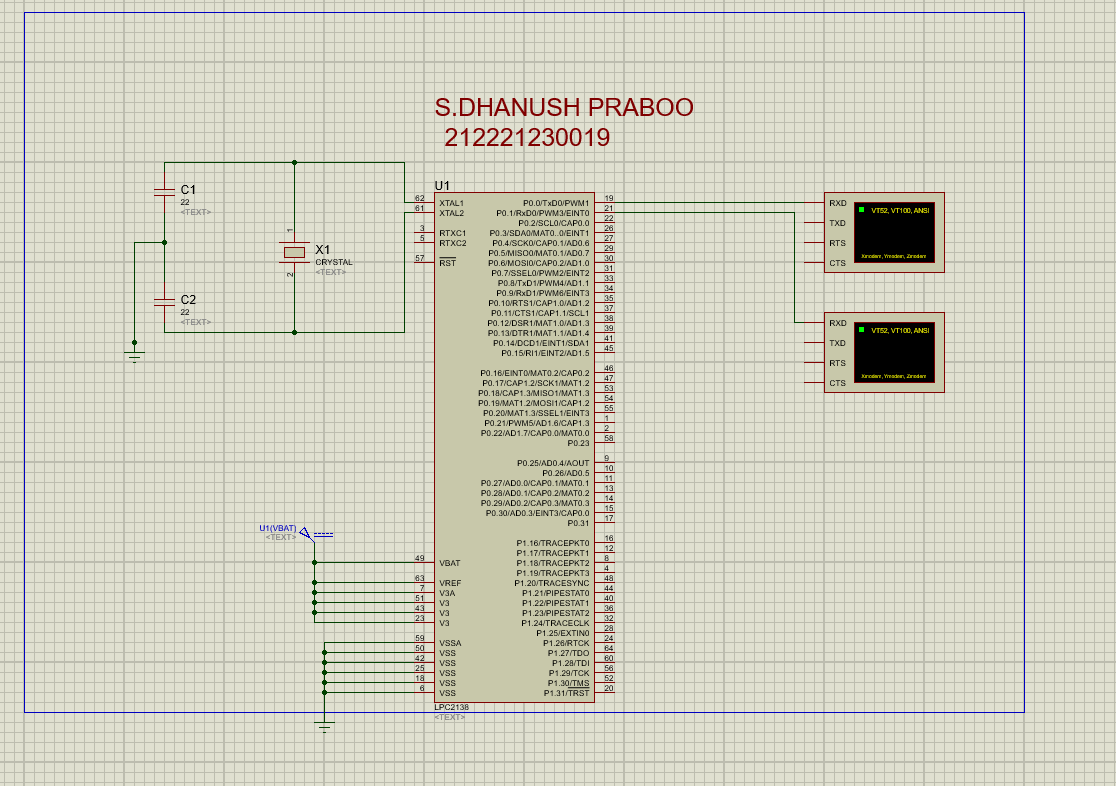 S.DHANUSH PRABOO
212221230019
C1
22
<TEXT>
1
X1
CRYSTAL
<TEXT>
2
C2
22
<TEXT>
U1(VBAT)
<TEXT>
U1
62 XTAL1
61 XTAL2
3 RTXC1
5 RTXC2
57 RST
49 VBAT
63 VREF
7 V3A
51 V3
43 V3
23 V3
59 VSSA
50 VSS
42 VSS
25 VSS
18 VSS
6 VSS
P0.0/TxD0/PWM1 19
P0.1/RxD0/PWM3/EINT0 21
P0.2/SCL0/CAP0.0 22
P0.3/SDA0/MAT0..0/EINT1 26
P0.4/SCK0/CAP0.1/AD0.6 27
P0.5/MISO0/MAT0.1/AD0.7 29
P0.6/MOSI0/CAP0.2/AD1.0 30
P0.7/SSEL0/PWM2/EINT2 31
P0.8/TxD1/PWM4/AD1.1 33
P0.9/RxD1/PWM6/EINT3 34
P0.10/RTS1/CAP1.0/AD1.2 35
P0.11/CTS1/CAP1.1/SCL1 37
P0.12/DSR1/MAT1.0/AD1.3 38
P0.13/DTR1/MAT1.1/AD1.4 39
P0.14/DCD1/EINT1/SDA1 41
P0.15/RI1/EINT2/AD1.5 45
P0.16/EINT0/MAT0.2/CAP0.2 46
P0.17/CAP1.2/SCK1/MAT1.2 47
P0.18/CAP1.3/MISO1/MAT1.3 53
P0.19/MAT1.2/MOSI1/CAP1.2 54
P0.20/MAT1.3/SSEL1/EINT3 55
P0.21/PWM5/AD1.6/CAP1.3 1
P0.22/AD1.7/CAP0.0/MAT0.0 2
P0.23 58
P0.25/AD0.4/AOUT 9
P0.26/AD0.5 10
P0.27/AD0.0/CAP0.1/MAT0.1 11
P0.28/AD0.1/CAP0.2/MAT0.2 13
P0.29/AD0.2/CAP0.3/MAT0.3 14
P0.30/AD0.3/EINT3/CAP0.0 15
P0.31 17
P1.16/TRACEPKT0 16
P1.17/TRACEPKT1 12
P1.18/TRACEPKT2 8
P1.19/TRACEPKT3 4
P1.20/TRACESYNC 48
P1.21/PIPESTAT0 44
P1.22/PIPESTAT1 40
P1.23/PIPESTAT2 36
P1.24/TRACECLK 32
P1.25/EXTIN0 28
P1.26/RTCK 24
P1.27/TDO 64
P1.28/TDI 60
P1.29/TCK 56
P1.30/TMS 52
P1.31/TRST 20
LPC2138
<TEXT>
RXD
TXD
RTS
CTS
VT52, VT100, ANSI
Xmodem, Ymodem, Zmodem
RXD
TXD
RTS
CTS
VT52, VT100, ANSI
Xmodem, Ymodem, Zmodem